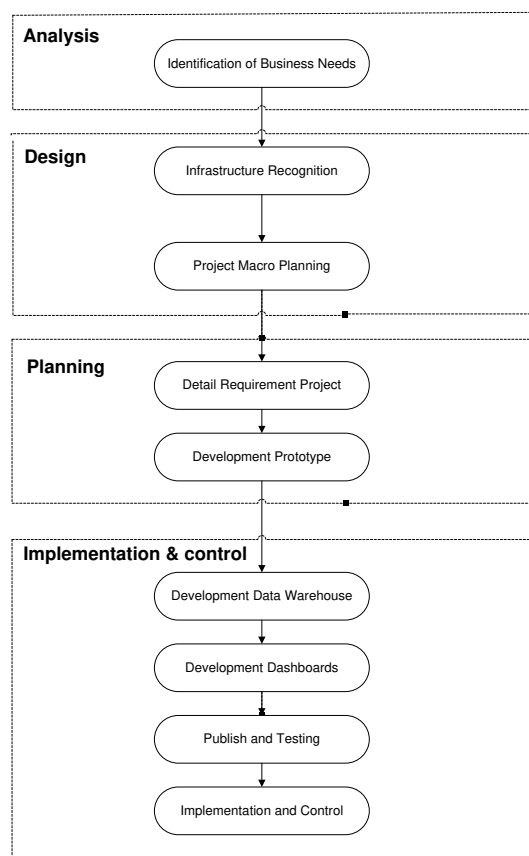 Analysis
Identification of Business Needs
Design
Infrastructure Recognition
Project Macro Planning
Planning
Detail Requirement Project
Development Prototype
Implementation & control
Development Data Warehouse
Development Dashboards
Publish and Testing
Implementation and Control